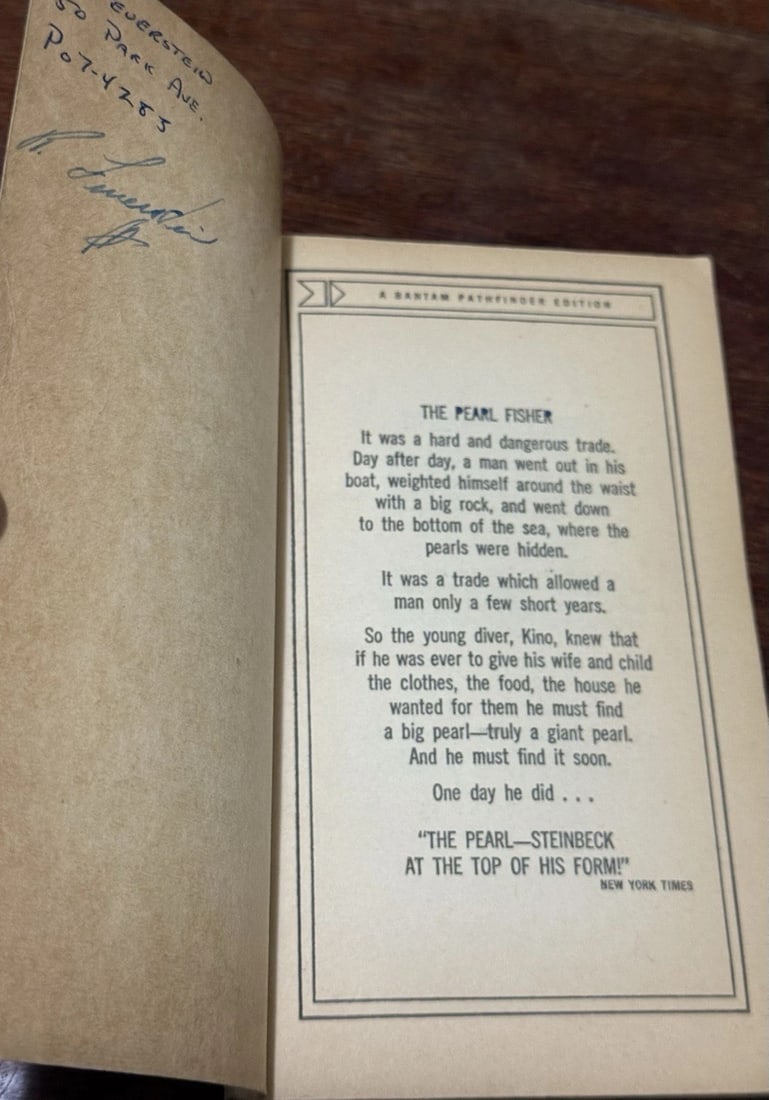 EUERSTEIN
50 PARK AVE.
PO7-4285
R.
A BANTAM PATHFINDER EDITION
THE PEARL FISHER
It was a hard and dangerous trade.
Day after day, a man went out in his
boat, weighted himself around the waist
with a big rock, and went down
to the bottom of the sea, where the
pearls were hidden.
It was a trade which allowed a
man only a few short years.
So the young diver, Kino, knew that
if he was ever to give his wife and child
the clothes, the food, the house he
wanted for them he must find
a big pearl—truly a giant pearl.
And he must find it soon.
One day he did . . .
“THE PEARL—STEINBECK
AT THE TOP OF HIS FORM!”
NEW YORK TIMES